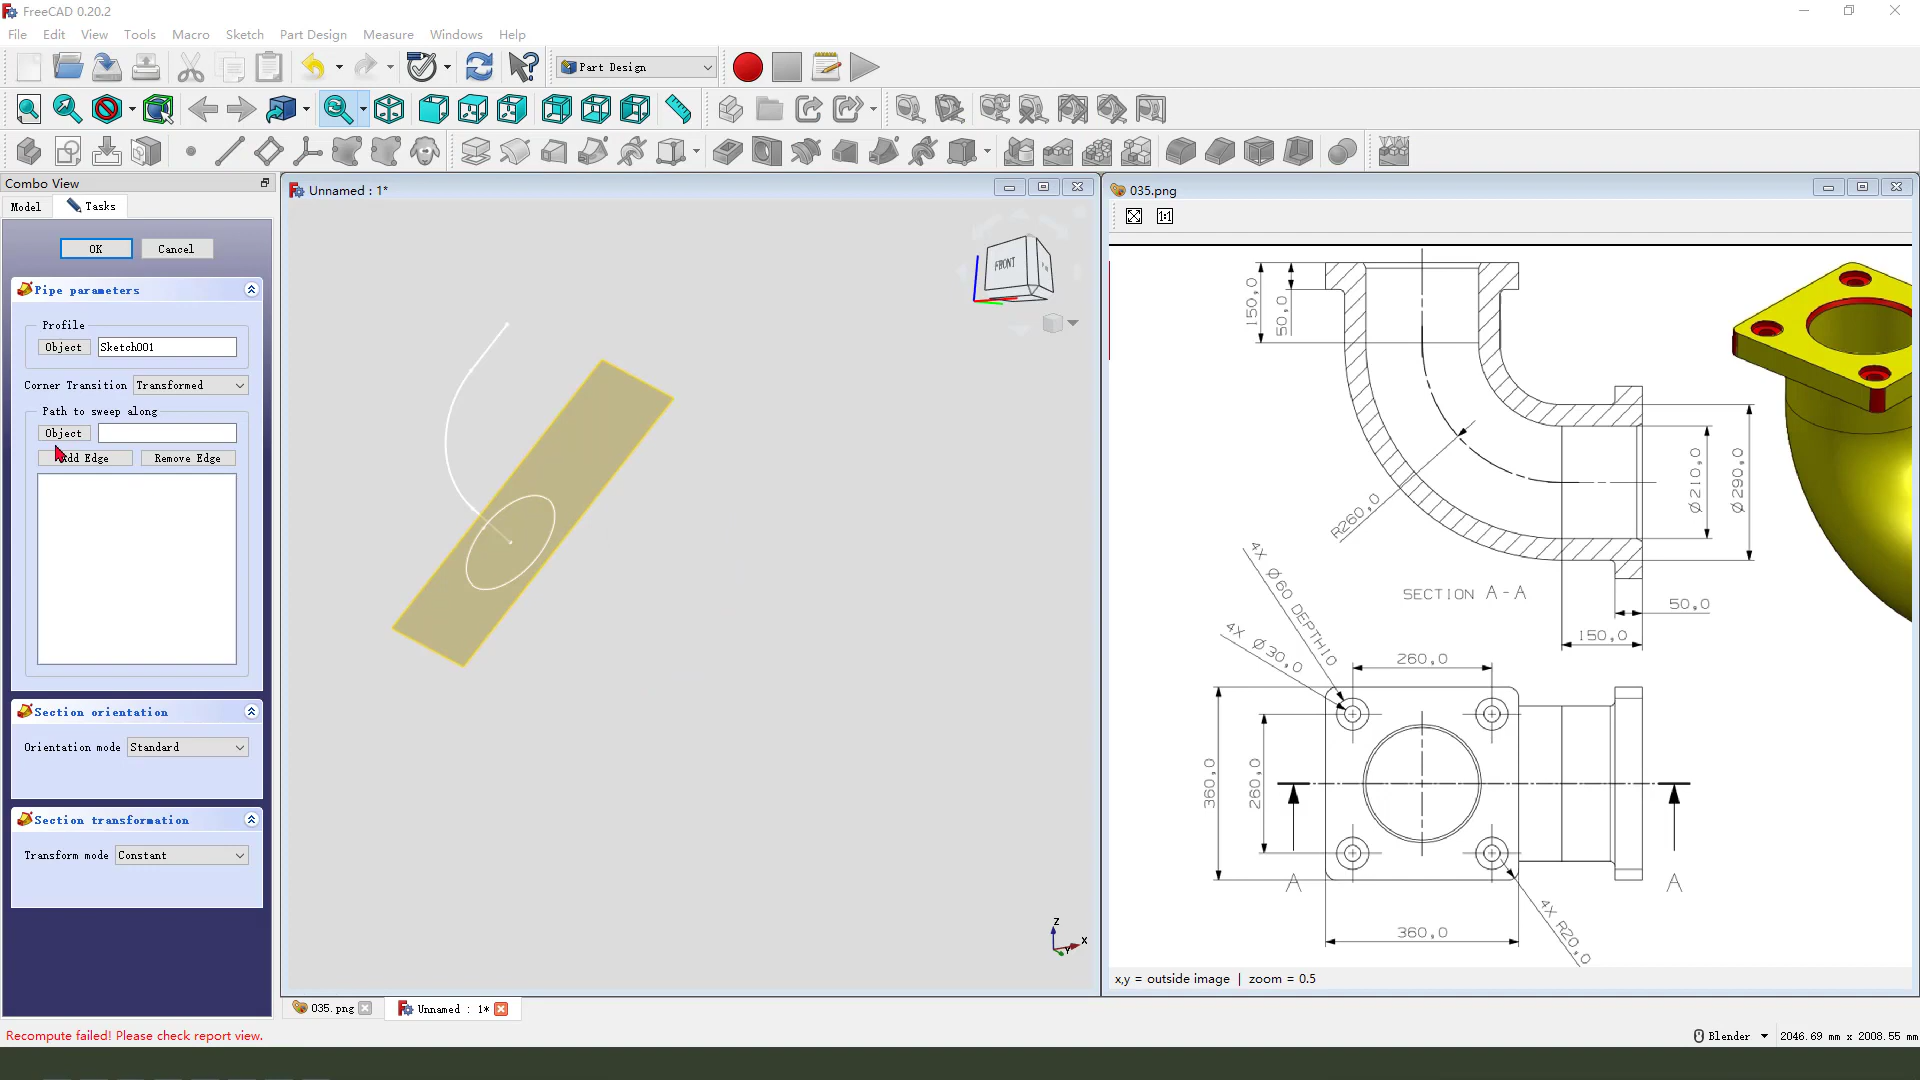 FreeCAD 0.20.2
File Edit View Tools Macro Sketch Part Design Measure Windows Help
Part Design
Combo View
Model Tasks
OK Cancel
Pipe parameters
Profile
Object Sketch001
Corner Transition Transformed
Path to sweep along
Object
Add Edge Remove Edge
Section orientation
Orientation mode Standard
Section transformation
Transform mode Constant
Unnamed : 1*
FRONT
Z
X
Y
035.png
1:1
150,0
50,0
R260,0
Ø210,0
Ø290,0
SECTION A-A
50,0
150,0
4X Ø60 DEPTH10
4X Ø30,0
260,0
360,0
260,0
A
A
4X R20,0
360,0
x,y = outside image | zoom = 0.5
035.png
Unnamed : 1*
Recompute failed! Please check report view.
Blender
2046.69 mm x 2008.55 mm